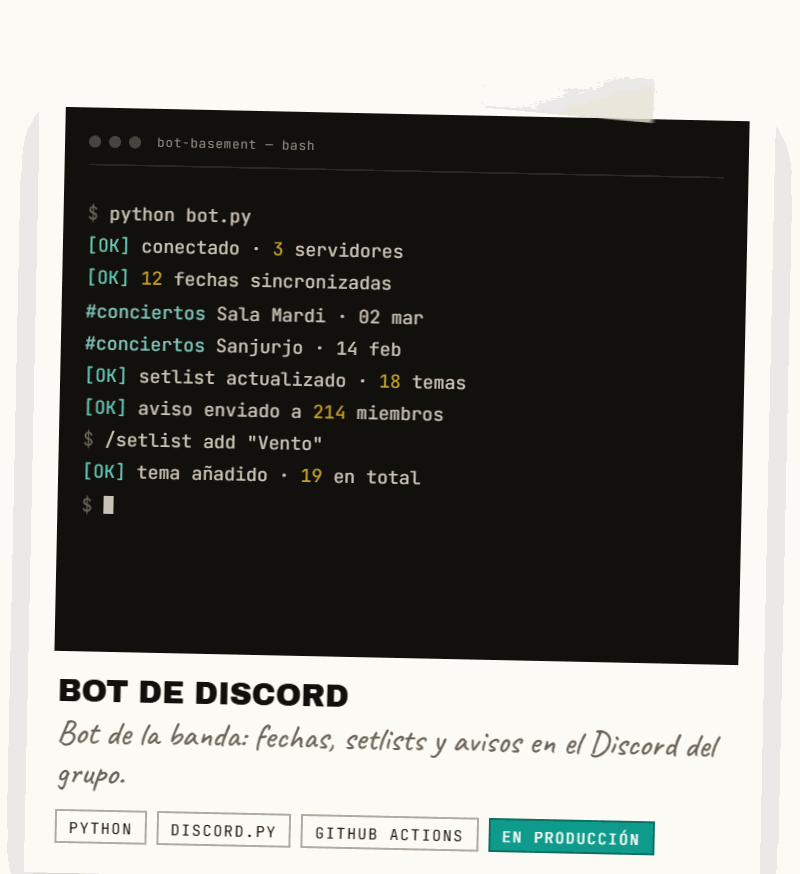 bot-basement — bash
$ python bot.py
[OK] conectado · 3 servidores
[OK] 12 fechas sincronizadas
#conciertos Sala Mardi · 02 mar
#conciertos Sanjurjo · 14 feb
[OK] setlist actualizado · 18 temas
[OK] aviso enviado a 214 miembros
$ /setlist add "Vento"
[OK] tema añadido · 19 en total
$
BOT DE DISCORD
Bot de la banda: fechas, setlists y avisos en el Discord del
grupo.
PYTHON DISCORD.PY GITHUB ACTIONS EN PRODUCCIÓN